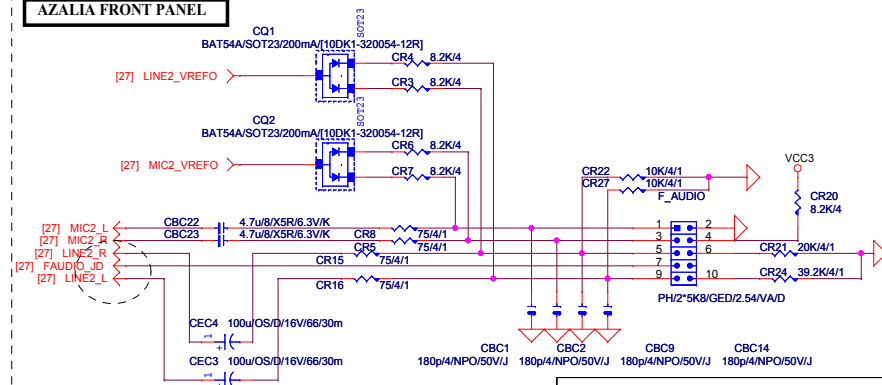 AZALIA FRONT PANEL
CQ1
BAT54A/SOT23/200mA/[10DK1-320054-12R]
SOT23
CR4 8.2K/4
[27] LINE2_VREFO
CR3 8.2K/4
CQ2
BAT54A/SOT23/200mA/[10DK1-320054-12R]
SOT23
CR6 8.2K/4
[27] MIC2_VREFO
CR7 8.2K/4
CR22 10K/4/1
CR27 10K/4/1
F_AUDIO
VCC3
CR20
8.2K/4
[27] MIC2_L CBC22 4.7u/8/X5R/6.3V/K
[27] MIC2_R CBC23 4.7u/8/X5R/6.3V/K CR8 75/4/1
[27] LINE2_R CR5 75/4/1
[27] FAUDIO_JD CR15 75/4/1
[27] LINE2_L CR16 75/4/1
1 2
3 4
5 6 CR21 20K/4/1
7
9 10 CR24 39.2K/4/1
PH/2*5K8/GED/2.54/VA/D
CEC4 100u/OS/D/16V/66/30m
1
+
CBC1 CBC2 CBC9 CBC14
180p/4/NPO/50V/J 180p/4/NPO/50V/J 180p/4/NPO/50V/J 180p/4/NPO/50V/J
CEC3 100u/OS/D/16V/66/30m
1
+